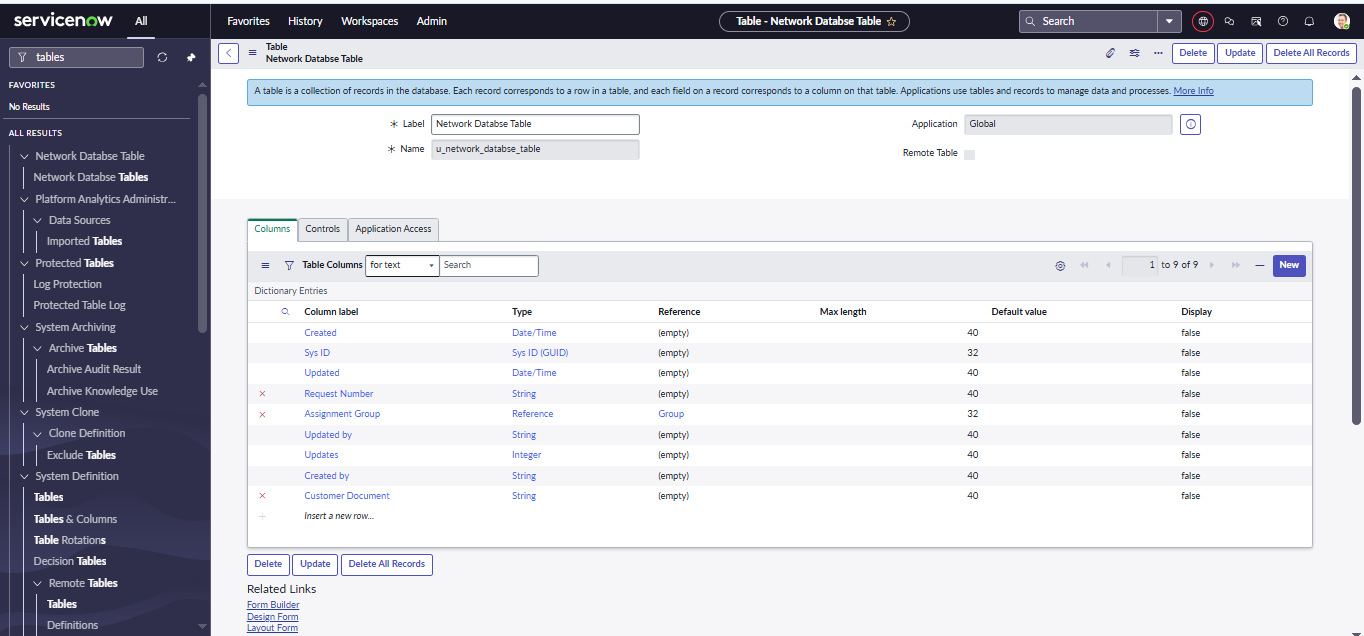 servicenow All Favorites History Workspaces Admin Table - Network Databse Table Search
tables
FAVORITES
No Results
ALL RESULTS
Network Databse Table
Network Databse Tables
Platform Analytics Administr...
Data Sources
Imported Tables
Protected Tables
Log Protection
Protected Table Log
System Archiving
Archive Tables
Archive Audit Result
Archive Knowledge Use
System Clone
Clone Definition
Exclude Tables
System Definition
Tables
Tables & Columns
Table Rotations
Decision Tables
Remote Tables
Tables
Definitions
Table
Network Databse Table
Delete Update Delete All Records
A table is a collection of records in the database. Each record corresponds to a row in a table, and each field on a record corresponds to a column on that table. Applications use tables and records to manage data and processes. More Info
Label Network Databse Table Application Global
Name u_network_databse_table Remote Table
Columns Controls Application Access
Table Columns for text Search 1 to 9 of 9 New
Dictionary Entries
Column label Type Reference Max length Default value Display
Created Date/Time (empty) 40 false
Sys ID Sys ID (GUID) (empty) 32 false
Updated Date/Time (empty) 40 false
Request Number String (empty) 40 false
Assignment Group Reference Group 32 false
Updated by String (empty) 40 false
Updates Integer (empty) 40 false
Created by String (empty) 40 false
Customer Document String (empty) 40 false
Insert a new row...
Delete Update Delete All Records
Related Links
Form Builder
Design Form
Layout Form